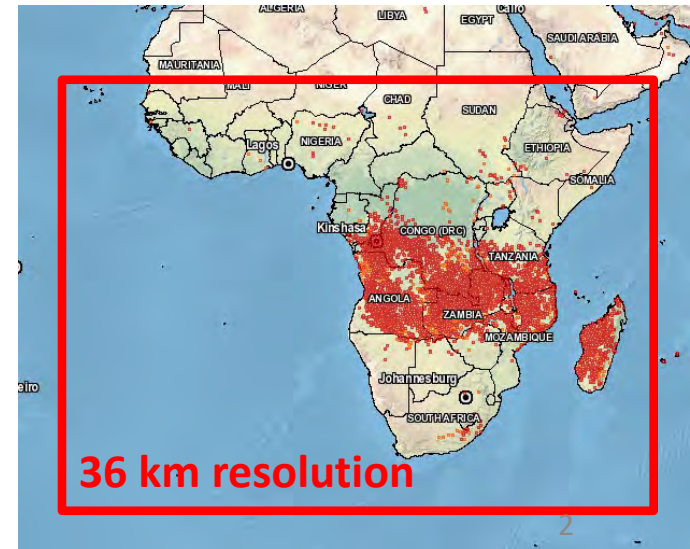 ALGERIA
LIBYA
EGYPT
Cairo
SAUDI ARABIA
MAURITANIA
MALI
NIGER
CHAD
SUDAN
Lagos
NIGERIA
ETHIOPIA
SOMALIA
Kinshasa
CONGO (DRC)
TANZANIA
ANGOLA
ZAMBIA
MOZAMBIQUE
eiro
Johannesburg
SOUTH AFRICA
36 km resolution
2